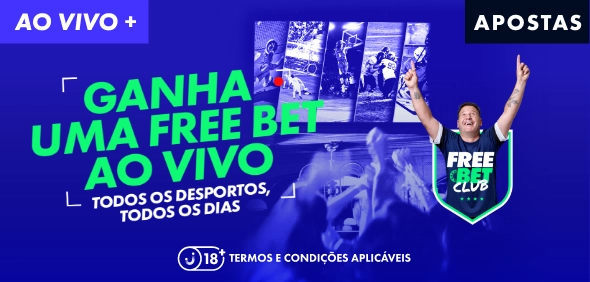 AO VIVO +
APOSTAS
GANHA
UMA FREE BET
AO VIVO
TODOS OS DESPORTOS,
TODOS OS DIAS
FREE
BET
CLUB
18+ TERMOS E CONDIÇÕES APLICÁVEIS